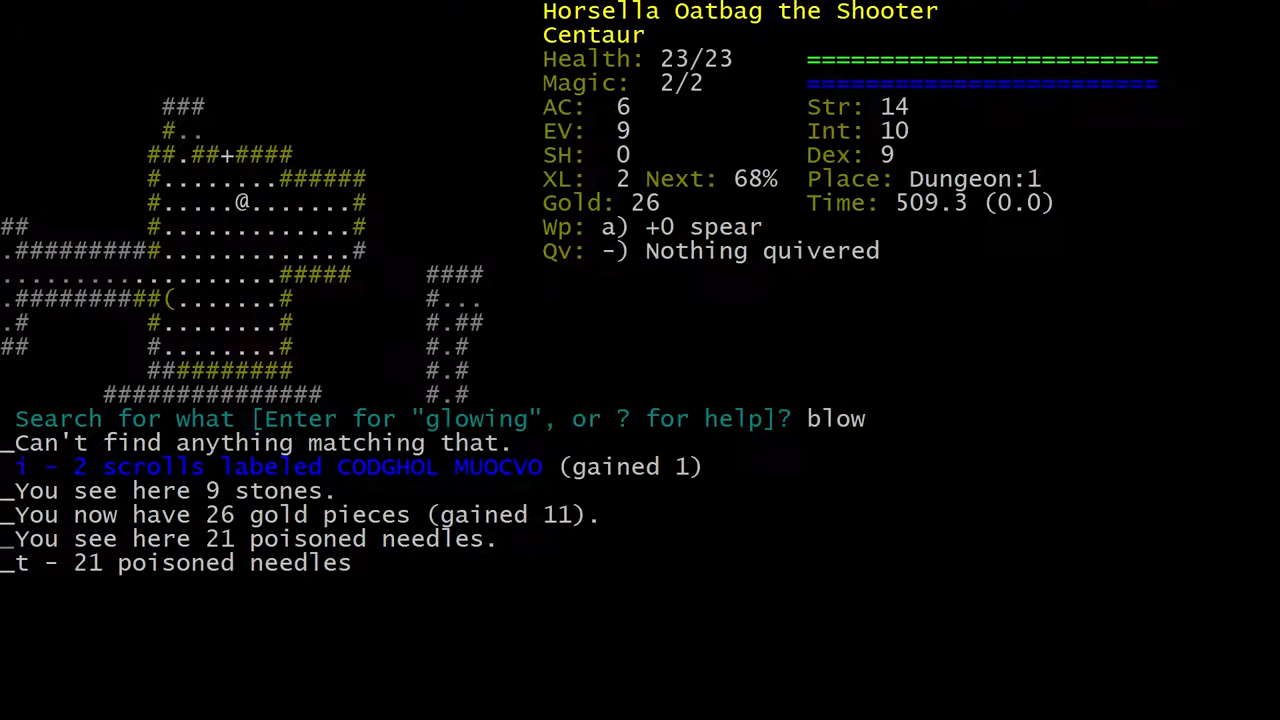 Horsella Oatbag the Shooter
Centaur
Health: 23/23 ========================
Magic: 2/2 ========================
### AC: 6 Str: 14
#.. EV: 9 Int: 10
##.##+#### SH: 0 Dex: 9
#........###### XL: 2 Next: 68% Place: Dungeon:1
#.....@.......# Gold: 26 Time: 509.3 (0.0)
## #.............# Wp: a) +0 spear
.#########.............# Qv: -) Nothing quivered
...................##### ####
.#########(.......# #...
.# #........# #.##
## #........# #.#
########## #.#
############### #.#
Search for what [Enter for "glowing", or ? for help]? blow
_Can't find anything matching that.
i - 2 scrolls labeled CODGHOL MUOCVO (gained 1)
_You see here 9 stones.
_You now have 26 gold pieces (gained 11).
_You see here 21 poisoned needles.
_t - 21 poisoned needles